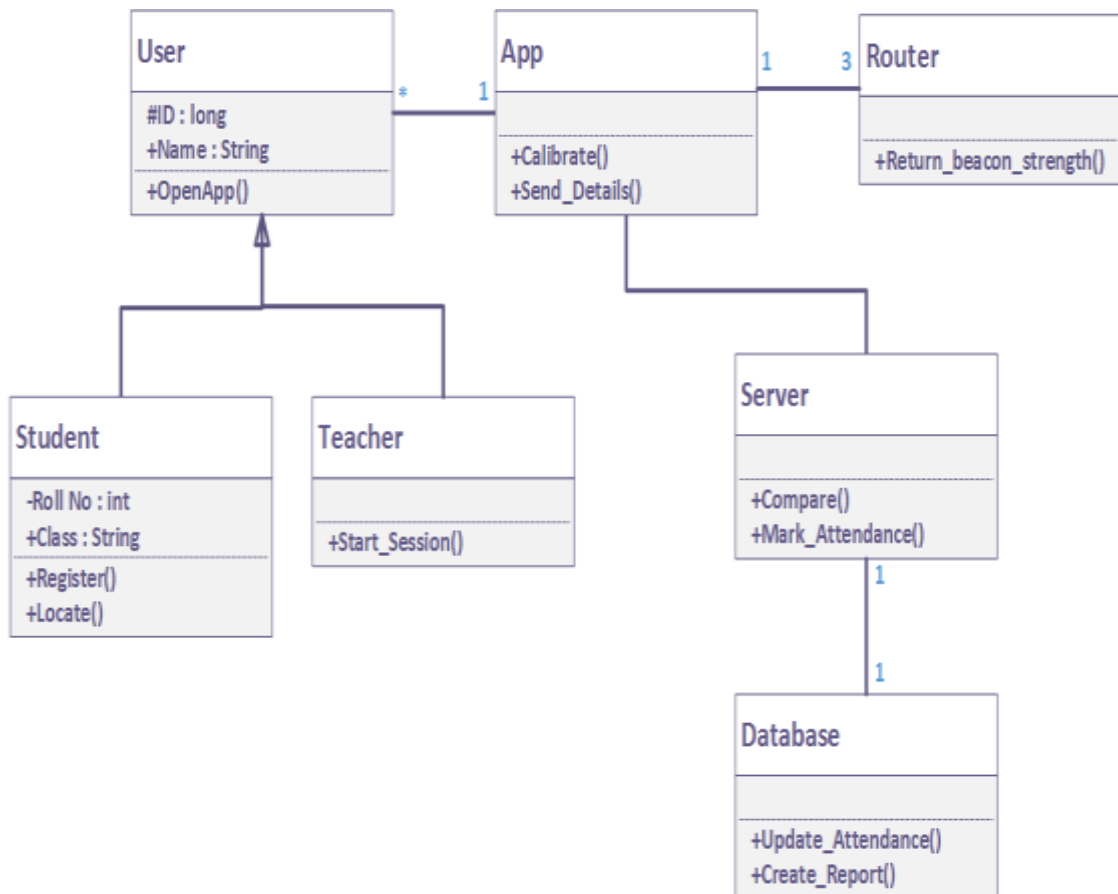 User
#ID : long
+Name : String
+OpenApp()
*
1
App
+Calibrate()
+Send_Details()
1
3
Router
+Return_beacon_strength()
Student
-Roll No : int
+Class : String
+Register()
+Locate()
Teacher
+Start_Session()
Server
+Compare()
+Mark_Attendance()
1
1
Database
+Update_Attendance()
+Create_Report()